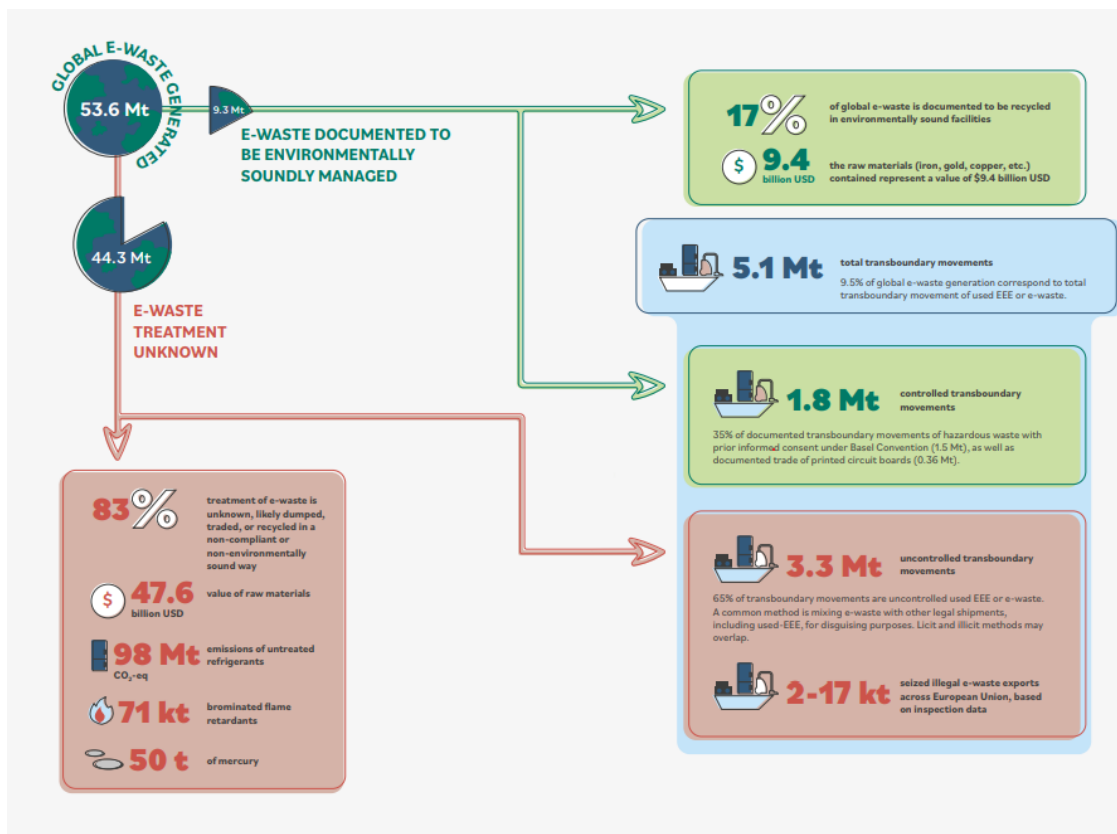 GLOBAL E-WASTE GENERATED
53.6 Mt
9.3 Mt
E-WASTE DOCUMENTED TO
BE ENVIRONMENTALLY
SOUNDLY MANAGED
44.3 Mt
E-WASTE
TREATMENT
UNKNOWN
17%
of global e-waste is documented to be recycled
in environmentally sound facilities
$
9.4
billion USD
the raw materials (iron, gold, copper, etc.)
contained represent a value of $9.4 billion USD
5.1 Mt
total transboundary movements
9.5% of global e-waste generation correspond to total
transboundary movement of used EEE or e-waste.
1.8 Mt
controlled transboundary
movements
35% of documented transboundary movements of hazardous waste with
prior informed consent under Basel Convention (1.5 Mt), as well as
documented trade of printed circuit boards (0.36 Mt).
83%
treatment of e-waste is
unknown, likely dumped,
traded, or recycled in a
non-compliant or
non-environmentally
sound way
$
47.6
billion USD
value of raw materials
98 Mt
CO₂-eq
emissions of untreated
refrigerants
71 kt
brominated flame
retardants
50 t
of mercury
3.3 Mt
uncontrolled transboundary
movements
65% of transboundary movements are uncontrolled used EEE or e-waste.
A common method is mixing e-waste with other legal shipments,
including used-EEE, for disguising purposes. Licit and illicit methods may
overlap.
2-17 kt
seized illegal e-waste exports
across European Union, based
on inspection data